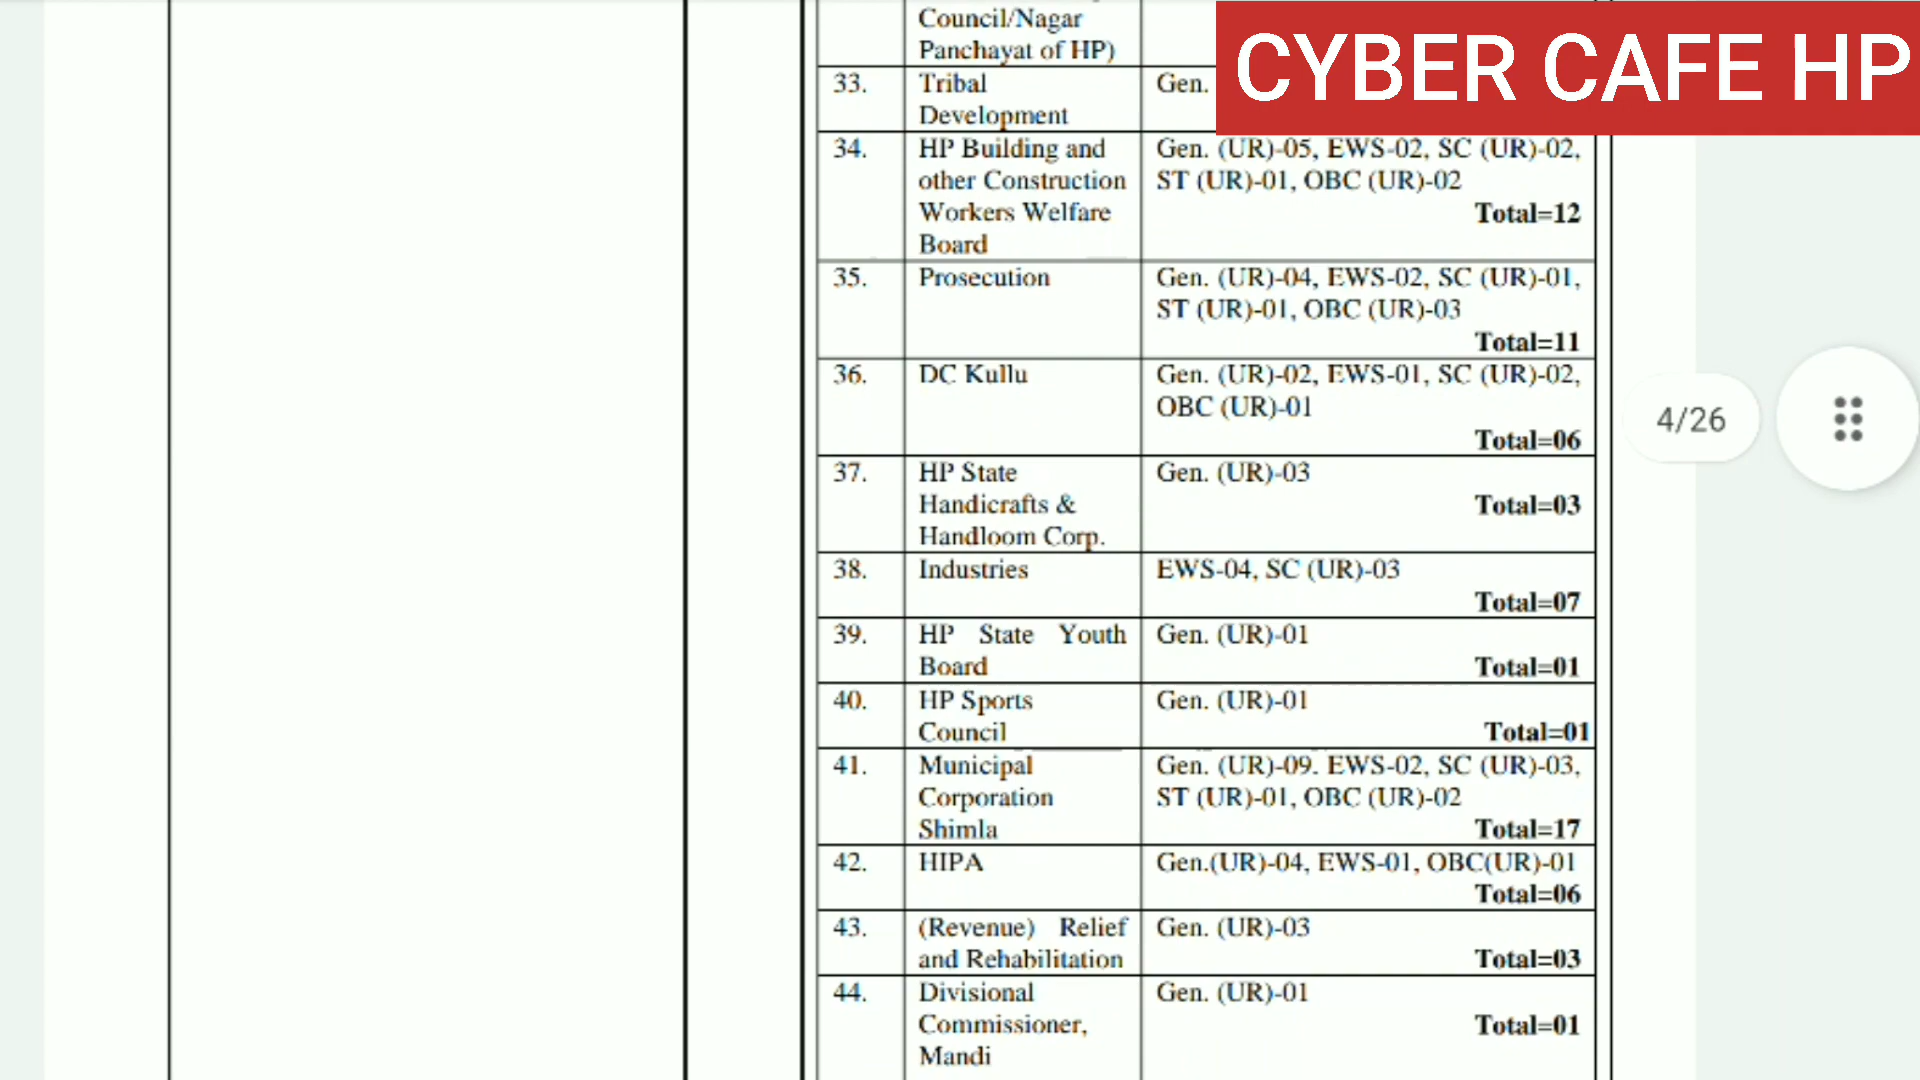 Council/Nagar
Panchayat of HP)
CYBER CAFE HP
33. Tribal Gen.
Development
34. HP Building and Gen. (UR)-05, EWS-02, SC (UR)-02,
other Construction ST (UR)-01, OBC (UR)-02
Workers Welfare Total=12
Board
35. Prosecution Gen. (UR)-04, EWS-02, SC (UR)-01,
ST (UR)-01, OBC (UR)-03
Total=11
36. DC Kullu Gen. (UR)-02, EWS-01, SC (UR)-02,
OBC (UR)-01
4/26
Total=06
37. HP State Gen. (UR)-03
Handicrafts & Total=03
Handloom Corp.
38. Industries EWS-04, SC (UR)-03
Total=07
39. HP State Youth Gen. (UR)-01
Board Total=01
40. HP Sports Gen. (UR)-01
Council Total=01
41. Municipal Gen. (UR)-09. EWS-02, SC (UR)-03,
Corporation ST (UR)-01, OBC (UR)-02
Shimla Total=17
42. HIPA Gen.(UR)-04, EWS-01, OBC(UR)-01
Total=06
43. (Revenue) Relief Gen. (UR)-03
and Rehabilitation Total=03
44. Divisional Gen. (UR)-01
Commissioner, Total=01
Mandi